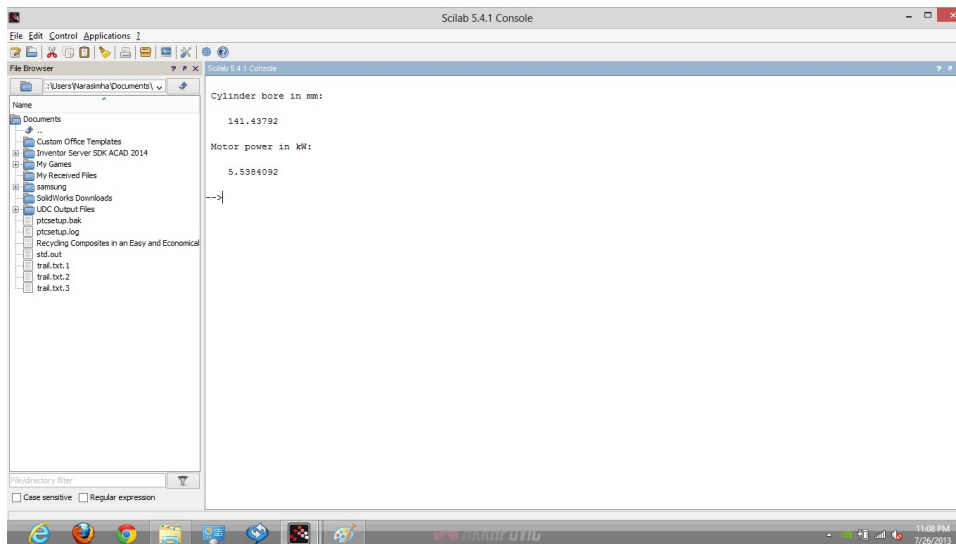 Scilab 5.4.1 Console
File Edit Control Applications ?
File Browser
Scilab 5.4.1 Console
:\Users\Narasimha\Documents\
Name
Documents
..
Custom Office Templates
Inventor Server SDK ACAD 2014
My Games
My Received Files
samsung
SolidWorks Downloads
UDC Output Files
ptcsetup.bak
ptcsetup.log
Recycling Composites in an Easy and Economical
std.out
trail.txt.1
trail.txt.2
trail.txt.3
Cylinder bore in mm:
141.43792
Motor power in kW:
5.5384092
-->
File/directory filter
Case sensitive
Regular expression
11:08 PM
7/26/2013